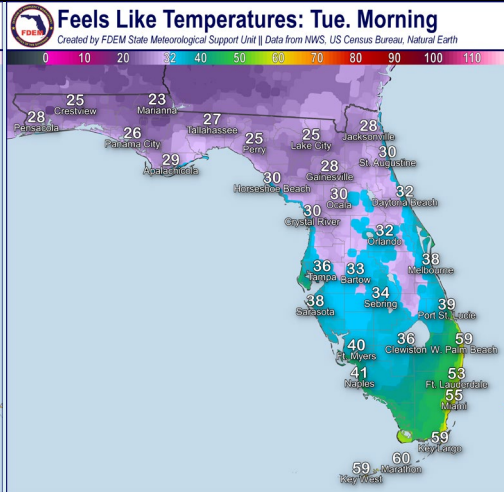 Feels Like Temperatures: Tue. Morning
FDEM
Created by FDEM State Meteorological Support Unit || Data from NWS, US Census Bureau, Natural Earth
0 10 20 32 40 50 60 70 80 90 100 110
28
Pensacola
25
Crestview
23
Marianna
26
Panama City
27
Tallahassee
29
Apalachicola
25
Perry
25
Lake City
28
Jacksonville
30
St. Augustine
28
Gainesville
30
Horseshoe Beach
30
Ocala
32
Daytona Beach
30
Crystal River
32
Orlando
36
Tampa
33
Bartow
38
Melbourne
38
Sarasota
34
Sebring
39
Port St. Lucie
40
Ft. Myers
36
Clewiston
59
W. Palm Beach
41
Naples
53
Ft. Lauderdale
55
Miami
59
Key Largo
60
Marathon
59
Key West